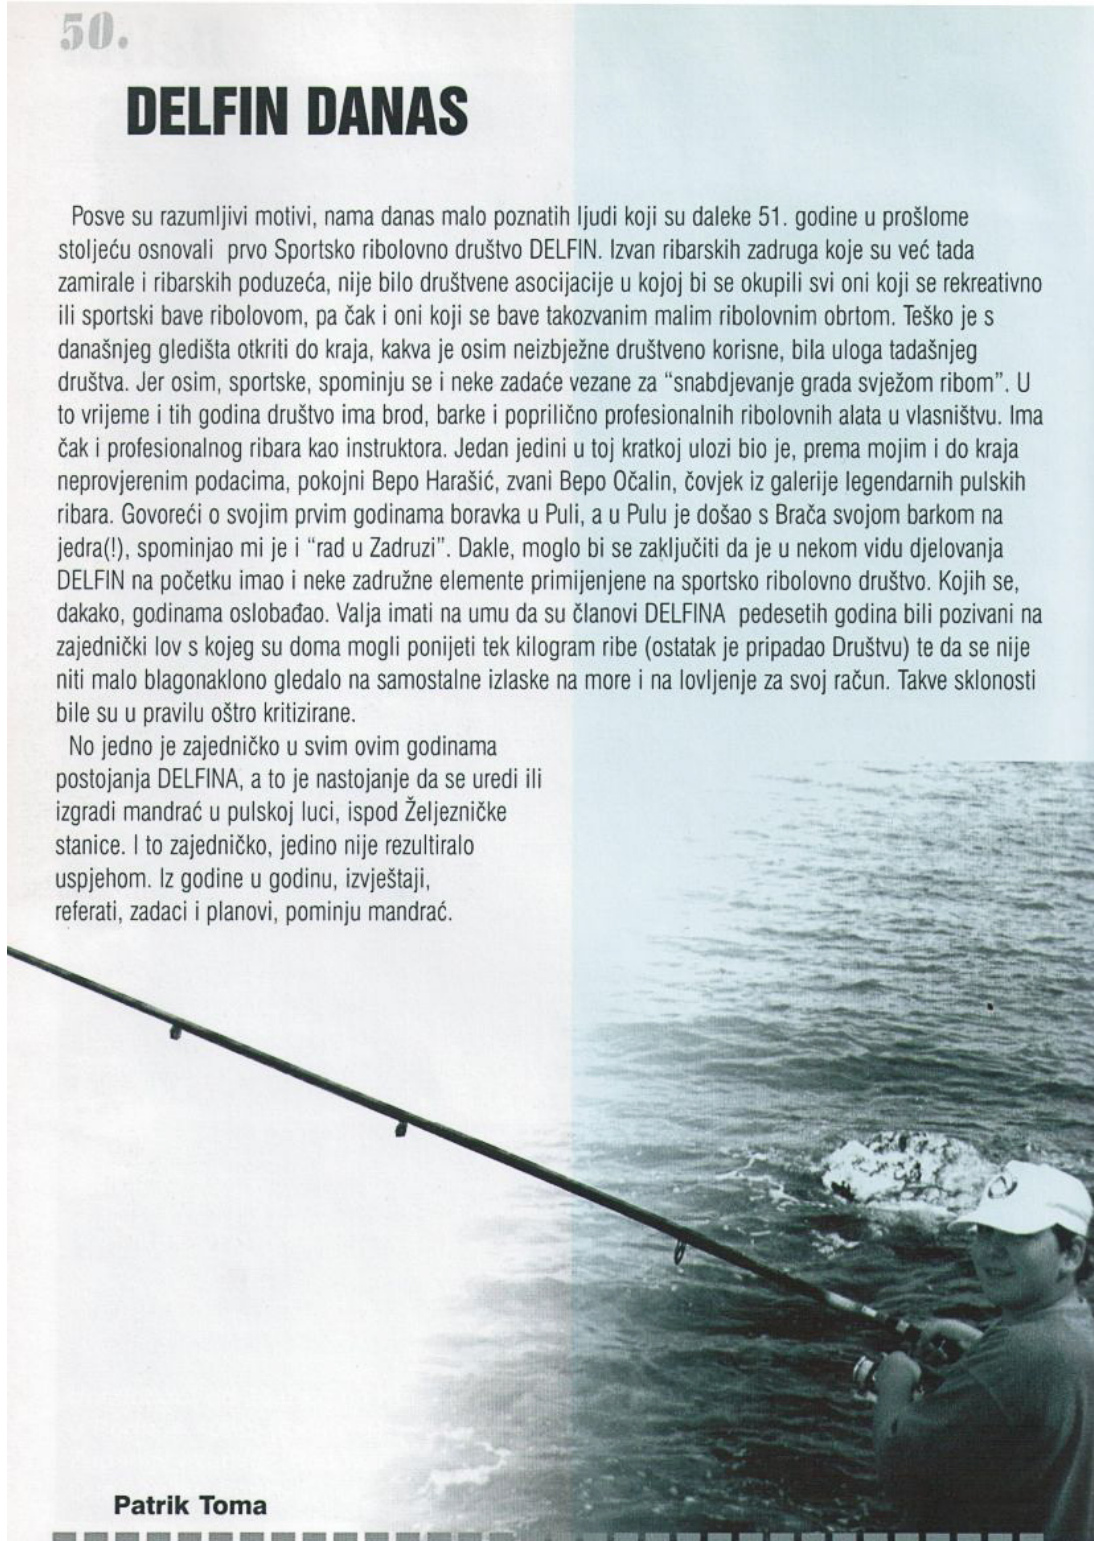 50.
DELFIN DANAS
Posve su razumljivi motivi, nama danas malo poznatih ljudi koji su daleke 51. godine u prošlome
stoljeću osnovali prvo Sportsko ribolovno društvo DELFIN. Izvan ribarskih zadruga koje su već tada
zamirale i ribarskih poduzeća, nije bilo društvene asocijacije u kojoj bi se okupili svi oni koji se rekreativno
ili sportski bave ribolovom, pa čak i oni koji se bave takozvanim malim ribolovnim obrtom. Teško je s
današnjeg gledišta otkriti do kraja, kakva je osim neizbježne društveno korisne, bila uloga tadašnjeg
društva. Jer osim, sportske, spominju se i neke zadaće vezane za “snabdjevanje grada svježom ribom”. U
to vrijeme i tih godina društvo ima brod, barke i poprilično profesionalnih ribolovnih alata u vlasništvu. Ima
čak i profesionalnog ribara kao instruktora. Jedan jedini u toj kratkoj ulozi bio je, prema mojim i do kraja
neprovjerenim podacima, pokojni Bepo Harašić, zvani Bepo Očalin, čovjek iz galerije legendarnih pulskih
ribara. Govoreći o svojim prvim godinama boravka u Puli, a u Pulu je došao s Brača svojom barkom na
jedra(!), spominjao mi je i “rad u Zadruzi”. Dakle, moglo bi se zaključiti da je u nekom vidu djelovanja
DELFIN na početku imao i neke zadružne elemente primijenjene na sportsko ribolovno društvo. Kojih se,
dakako, godinama oslobađao. Valja imati na umu da su članovi DELFINA pedesetih godina bili pozivani na
zajednički lov s kojeg su doma mogli ponijeti tek kilogram ribe (ostatak je pripadao Društvu) te da se nije
niti malo blagonaklono gledalo na samostalne izlaske na more i na lovljenje za svoj račun. Takve sklonosti
bile su u pravilu oštro kritizirane.
No jedno je zajedničko u svim ovim godinama
postojanja DELFINA, a to je nastojanje da se uredi ili
izgradi mandrać u pulskoj luci, ispod Željezničke
stanice. I to zajedničko, jedino nije rezultiralo
uspjehom. Iz godine u godinu, izvještaji,
referati, zadaci i planovi, pominju mandrać.
Patrik Toma